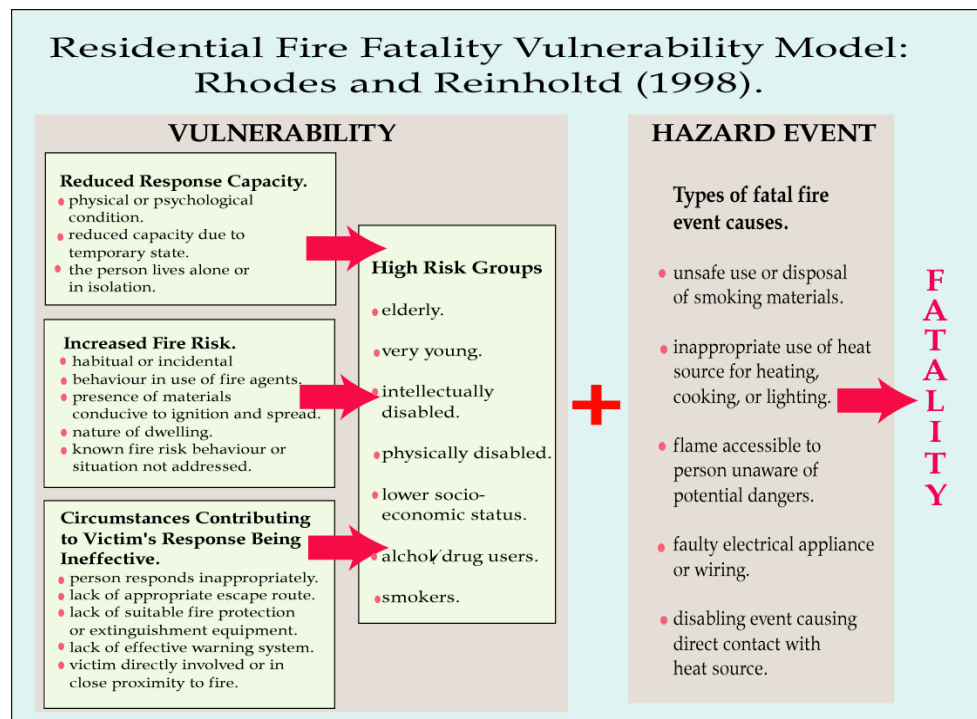 Residential Fire Fatality Vulnerability Model:
Rhodes and Reinholtd (1998).
VULNERABILITY
Reduced Response Capacity.
physical or psychological
condition.
reduced capacity due to
temporary state.
the person lives alone or
in isolation.
Increased Fire Risk.
habitual or incidental
behaviour in use of fire agents.
presence of materials
conducive to ignition and spread.
nature of dwelling.
known fire risk behaviour or
situation not addressed.
Circumstances Contributing
to Victim's Response Being
Ineffective.
person responds inappropriately.
lack of appropriate escape route.
lack of suitable fire protection
or extinguishment equipment.
lack of effective warning system.
victim directly involved or in
close proximity to fire.
High Risk Groups
elderly.
very young.
intellectually
disabled.
physically disabled.
lower socio-
economic status.
alchol/drug users.
smokers.
+
HAZARD EVENT
Types of fatal fire
event causes.
unsafe use or disposal
of smoking materials.
inappropriate use of heat
source for heating,
cooking, or lighting.
flame accessible to
person unaware of
potential dangers.
faulty electrical appliance
or wiring.
disabling event causing
direct contact with
heat source.
FATALITY